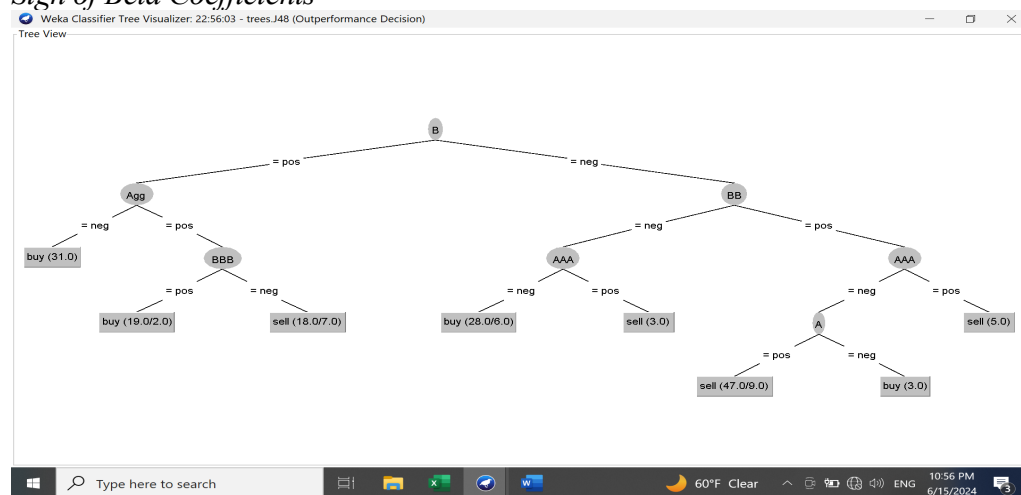 Sign of Beta Coefficients
Weka Classifier Tree Visualizer: 22:56:03 - trees.J48 (Outperformance Decision)
Tree View
B
= pos
= neg
Agg
BB
= neg
= pos
= neg
= pos
buy (31.0)
BBB
AAA
AAA
= pos
= neg
= neg
= pos
= neg
= pos
buy (19.0/2.0)
sell (18.0/7.0)
buy (28.0/6.0)
sell (3.0)
A
sell (5.0)
= pos
= neg
sell (47.0/9.0)
buy (3.0)
Type here to search
60°F Clear
ENG
10:56 PM
6/15/2024
3